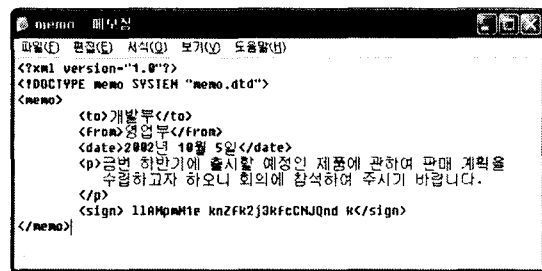 memo - 메모장
파일(F) 편집(E) 서식(O) 보기(V) 도움말(H)
<?xml version="1.0"?>
<!DOCTYPE memo SYSTEM "memo.dtd">
<memo>
<to>개발부</to>
<from>영업부</from>
<date>2002년 10월 5일</date>
<p>금번 하반기에 출시할 예정인 제품에 관하여 판매 계획을
수립하고자 하오니 회의에 참석하여 주시기 바랍니다.
</p>
<sign> llAMpmM1e knZfk2j3kfcCNJQnd k</sign>
</memo>